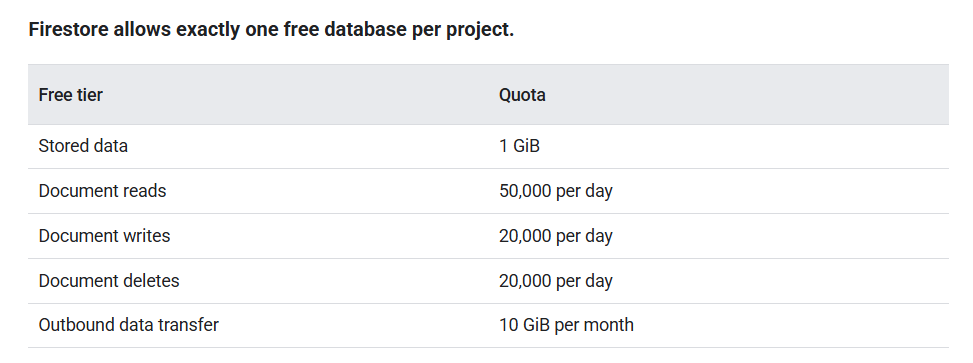 Firestore allows exactly one free database per project.
Free tier Quota
Stored data 1 GiB
Document reads 50,000 per day
Document writes 20,000 per day
Document deletes 20,000 per day
Outbound data transfer 10 GiB per month